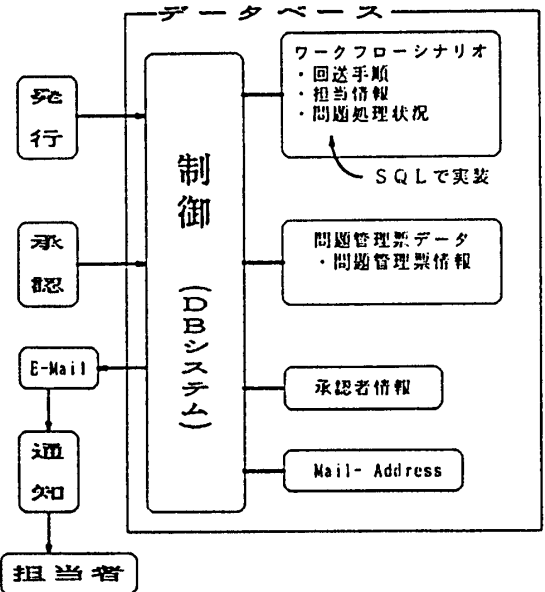 データベース
ワークフローシナリオ
・回送手順
・担当情報
・問題処理状況
SQLで実装
発行
制御
(DBシステム)
承認
問題管理票データ
・問題管理票情報
E-Mail
承認者情報
通知
Mail-Address
担当者